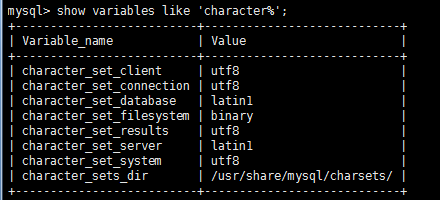 mysql> show variables like 'character%';
+--------------------------+----------------------------+
| Variable_name            | Value                      |
+--------------------------+----------------------------+
| character_set_client     | utf8                       |
| character_set_connection | utf8                       |
| character_set_database   | latin1                     |
| character_set_filesystem | binary                     |
| character_set_results    | utf8                       |
| character_set_server     | latin1                     |
| character_set_system     | utf8                       |
| character_sets_dir       | /usr/share/mysql/charsets/ |
+--------------------------+----------------------------+